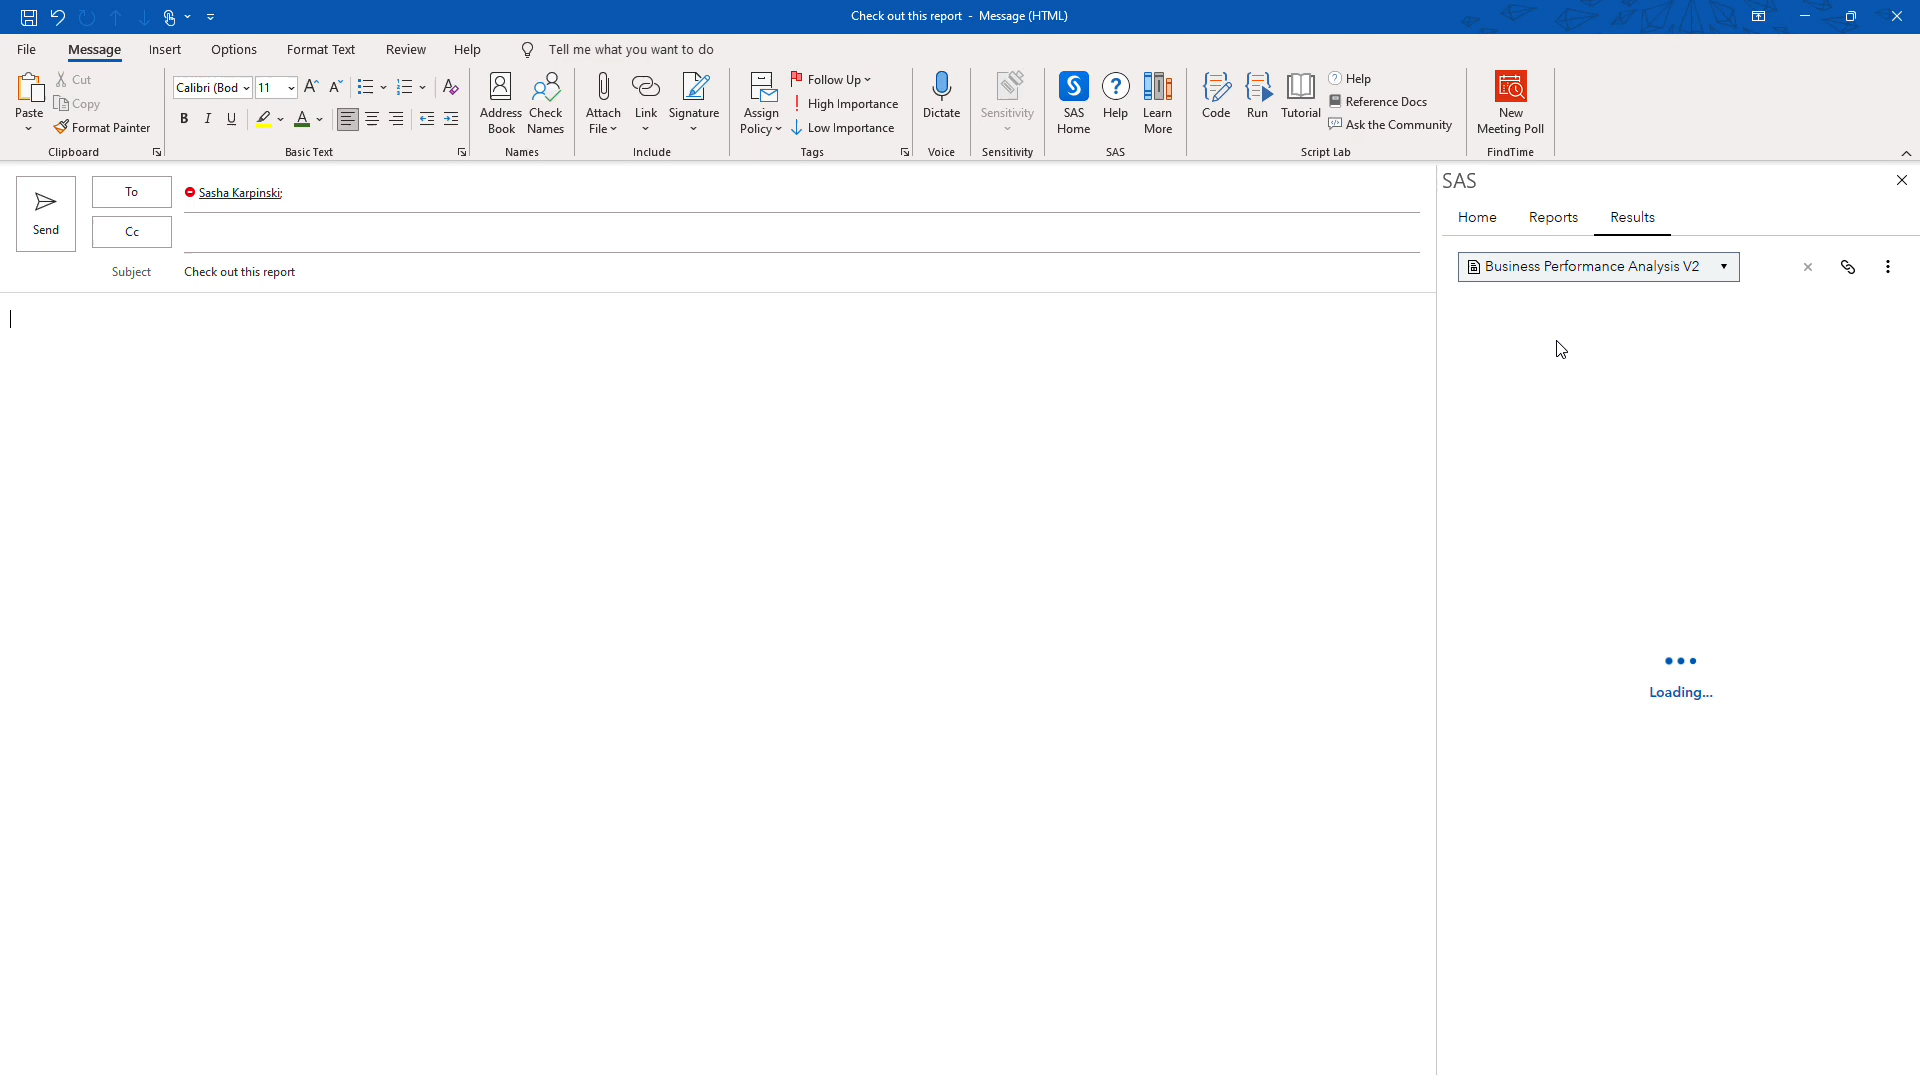 Check out this report - Message (HTML)
File Message Insert Options Format Text Review Help Tell me what you want to do
Paste
Cut
Copy
Format Painter
Clipboard
Calibri (Bod 11
B I U A
Basic Text
Address Book
Check Names
Names
Attach File
Link
Signature
Include
Assign Policy
Follow Up
High Importance
Low Importance
Tags
Dictate
Voice
Sensitivity
Sensitivity
SAS Home
Help
Learn More
SAS
Code
Run
Tutorial
Help
Reference Docs
Ask the Community
Script Lab
New Meeting Poll
FindTime
Send
To Sasha Karpinski;
Cc
Subject Check out this report
SAS
Home Reports Results
Business Performance Analysis V2
Loading...